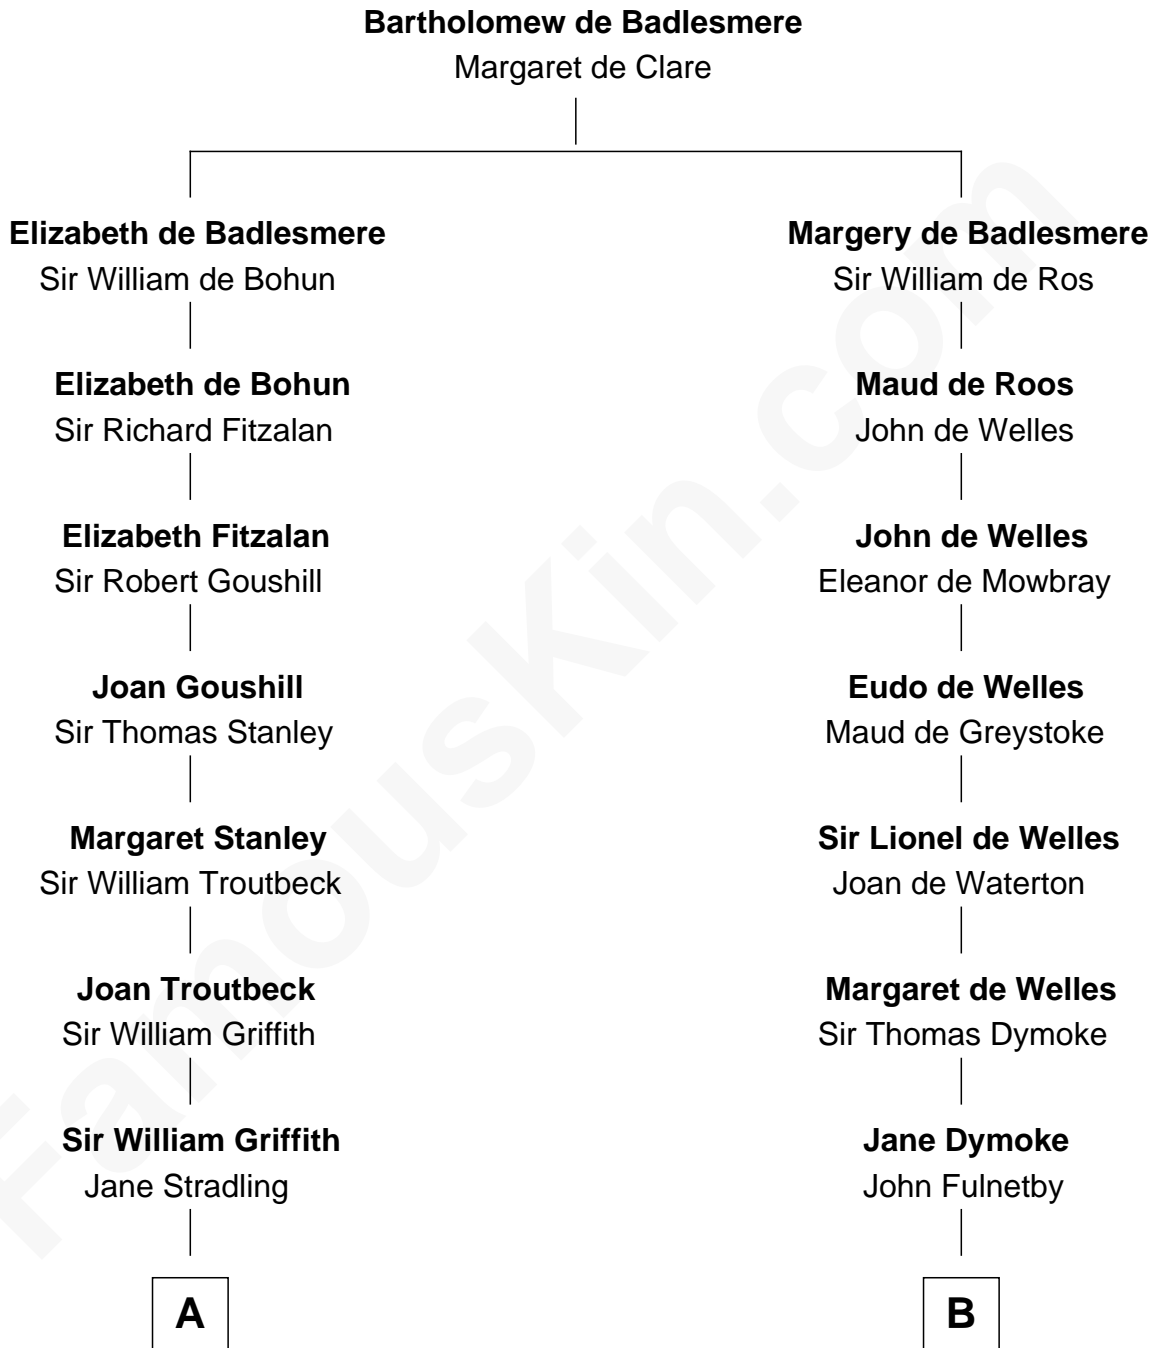 Bartholomew de Badlesmere
Margaret de Clare
Elizabeth de Badlesmere
Sir William de Bohun
Elizabeth de Bohun
Sir Richard Fitzalan
Elizabeth Fitzalan
Sir Robert Goushill
Joan Goushill
Sir Thomas Stanley
Margaret Stanley
Sir William Troutbeck
Joan Troutbeck
Sir William Griffith
Sir William Griffith
Jane Stradling
A
Margery de Badlesmere
Sir William de Ros
Maud de Roos
John de Welles
John de Welles
Eleanor de Mowbray
Eudo de Welles
Maud de Greystoke
Sir Lionel de Welles
Joan de Waterton
Margaret de Welles
Sir Thomas Dymoke
Jane Dymoke
John Fulnetby
B
FamousKin.com